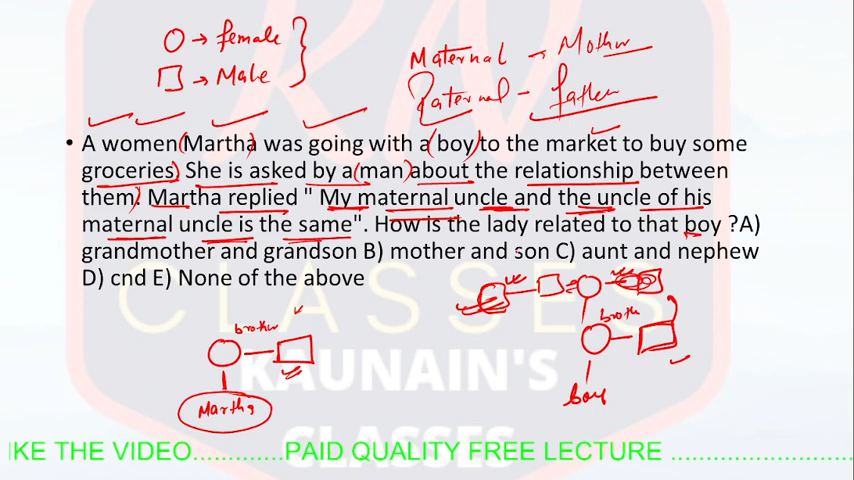 → female
→ Male
Maternal → Mother
Paternal - father
• A women(Martha) was going with a(boy)to the market to buy some
groceries. She is asked by a(man)about the relationship between
them. Martha replied " My maternal uncle and the uncle of his
maternal uncle is the same". How is the lady related to that boy ?A)
grandmother and grandson B) mother and son C) aunt and nephew
D) cnd E) None of the above
brother
broth
Martha
boy
CLASSES
KAUNAIN'S
CLASSES
IKE THE VIDEO.............PAID QUALITY FREE LECTURE ......................